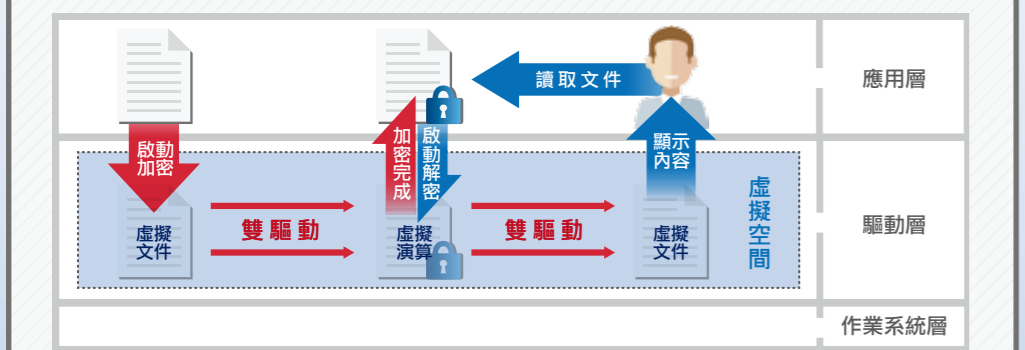 讀取文件
應用層
啟動
加密
加密完成
啟動解密
顯示
內容
虛擬
文件
雙驅動
虛擬
演算
雙驅動
虛擬
文件
虛擬空間
驅動層
作業系統層